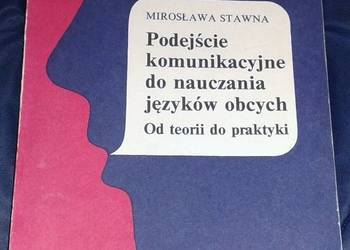 MIROSŁAWA STAWNA
Podejście
komunikacyjne
do nauczania
języków obcych
Od teorii do praktyki